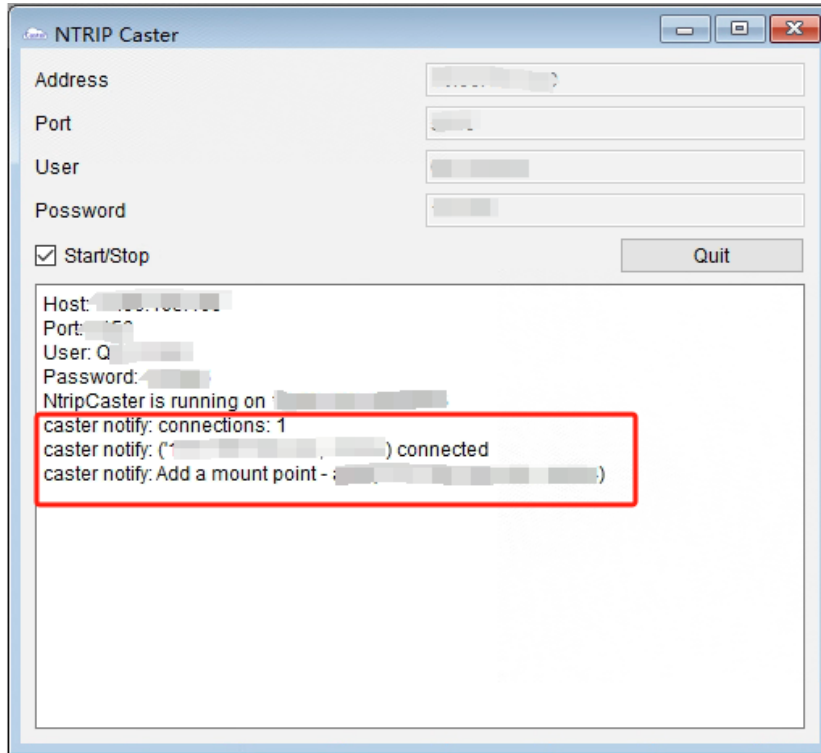 NTRIP Caster
Address
Port
User
Possword
Start/Stop
Quit
Host:
Port:
User: Q
Password:
NtripCaster is running on
caster notify: connections: 1
caster notify: ('1 , ) connected
caster notify: Add a mount point - )